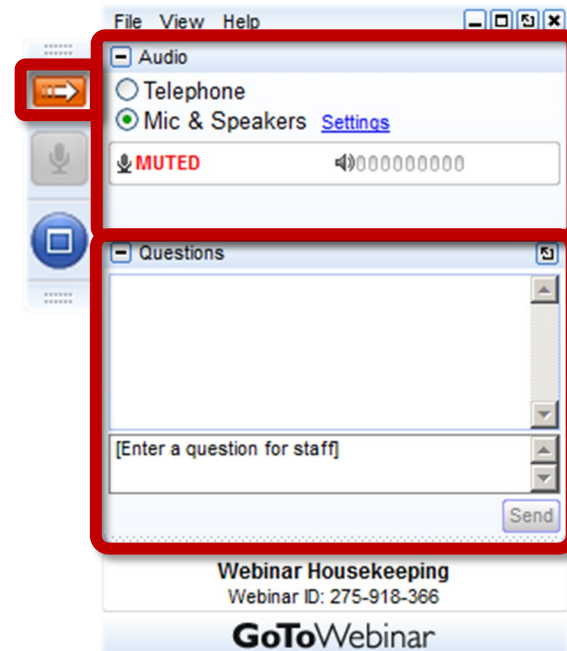 File View Help
Audio
Telephone
Mic & Speakers Settings
MUTED 000000000
Questions
[Enter a question for staff]
Send
Webinar Housekeeping
Webinar ID: 275-918-366
GoToWebinar